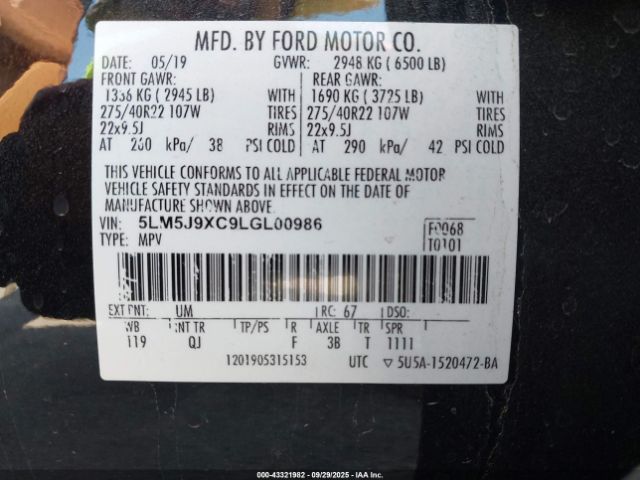 MFD. BY FORD MOTOR CO.
DATE: 05/19 GVWR: 2948 KG ( 6500 LB)
FRONT GAWR: REAR GAWR:
1336 KG ( 2945 LB) WITH 1690 KG ( 3725 LB) WITH
275/40R22 107W TIRES 275/40R22 107W TIRES
22x9.5J RIMS 22x9.5J RIMS
AT 260 kPa/ 38 PSI COLD AT 290 kPa/ 42 PSI COLD
THIS VEHICLE CONFORMS TO ALL APPLICABLE FEDERAL MOTOR
VEHICLE SAFETY STANDARDS IN EFFECT ON THE DATE OF
MANUFACTURE SHOWN ABOVE.
VIN: 5LM5J9XC9LGL00986 F0068
TYPE: MPV T0101
EXT PNT: UM RC: 67 DSO:
WB INT TR TP/PS R AXLE TR SPR
119 QJ F 3B T 1111
1201905315153 UTC ▽ 5U5A-1520472-BA
000-43321982 - 09/29/2025 - IAA Inc.